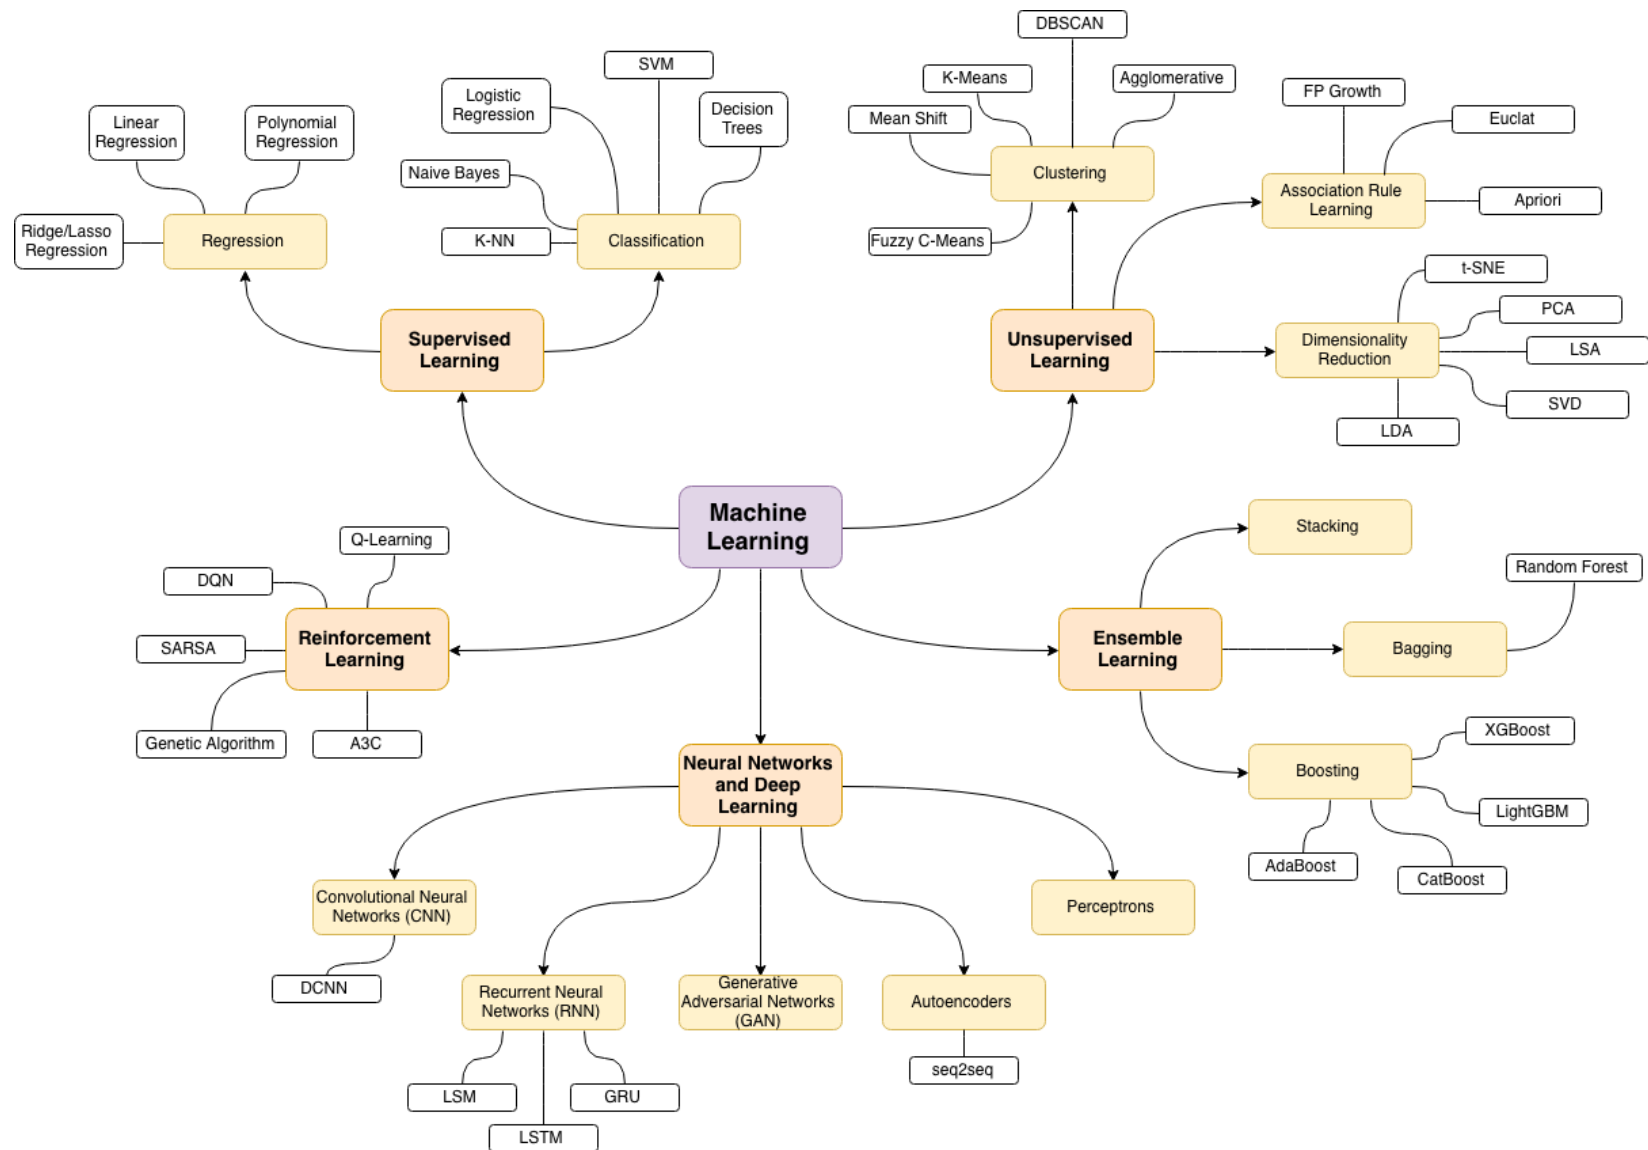 DBSCAN
SVM
K-Means
Agglomerative
FP Growth
Logistic
Regression
Decision
Trees
Linear
Regression
Polynomial
Regression
Mean Shift
Euclat
Naive Bayes
Clustering
Association Rule
Learning
Apriori
Ridge/Lasso
Regression
Regression
K-NN
Classification
Fuzzy C-Means
t-SNE
PCA
Supervised
Learning
Unsupervised
Learning
Dimensionality
Reduction
LSA
SVD
LDA
Machine
Learning
Stacking
Q-Learning
DQN
Random Forest
SARSA
Reinforcement
Learning
Ensemble
Learning
Bagging
Genetic Algorithm
A3C
XGBoost
Neural Networks
and Deep
Learning
Boosting
LightGBM
AdaBoost
CatBoost
Convolutional Neural
Networks (CNN)
Perceptrons
DCNN
Recurrent Neural
Networks (RNN)
Generative
Adversarial Networks
(GAN)
Autoencoders
seq2seq
LSM
GRU
LSTM